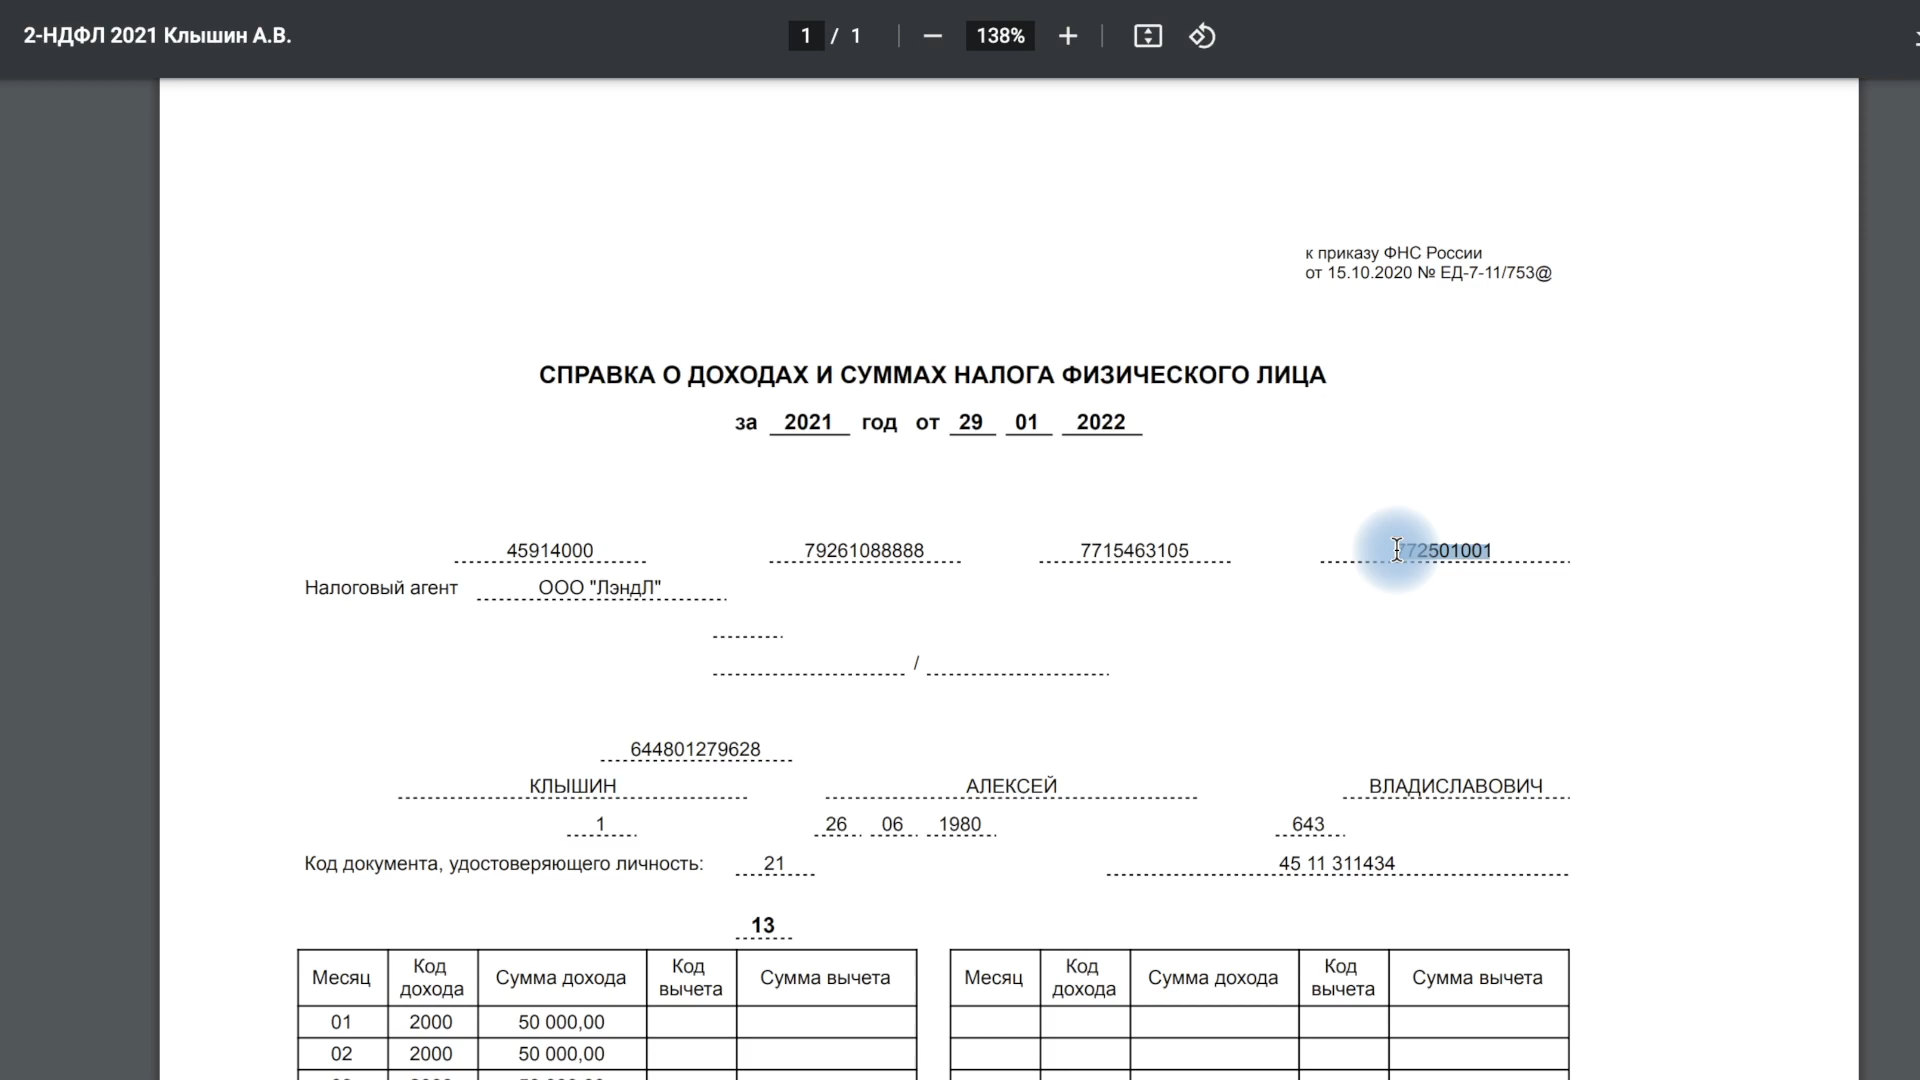 2-НДФЛ 2021 Клышин А.В.
1 / 1
138%
к приказу ФНС России
от 15.10.2020 № ЕД-7-11/753@
СПРАВКА О ДОХОДАХ И СУММАХ НАЛОГА ФИЗИЧЕСКОГО ЛИЦА
за 2021 год от 29 01 2022
45914000 79261088888 7715463105 772501001
Налоговый агент ООО "ЛэндЛ"
/
644801279628
КЛЫШИН АЛЕКСЕЙ ВЛАДИСЛАВОВИЧ
1 26 06 1980 643
Код документа, удостоверяющего личность: 21 45 11 311434
13
Месяц Код дохода Сумма дохода Код вычета Сумма вычета Месяц Код дохода Сумма дохода Код вычета Сумма вычета
01 2000 50 000,00
02 2000 50 000,00